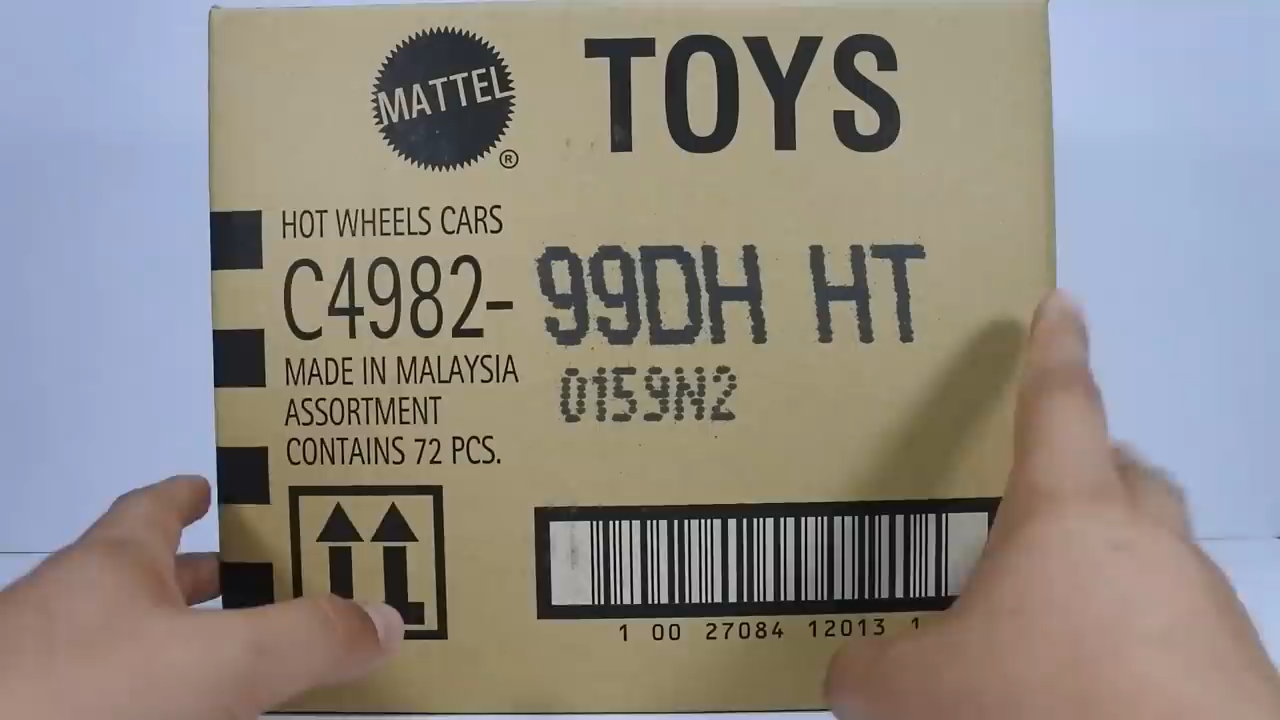 MATTEL ® TOYS
HOT WHEELS CARS
C4982- 99DH HT
0159N2
MADE IN MALAYSIA
ASSORTMENT
CONTAINS 72 PCS.
1 00 27084 12013 1